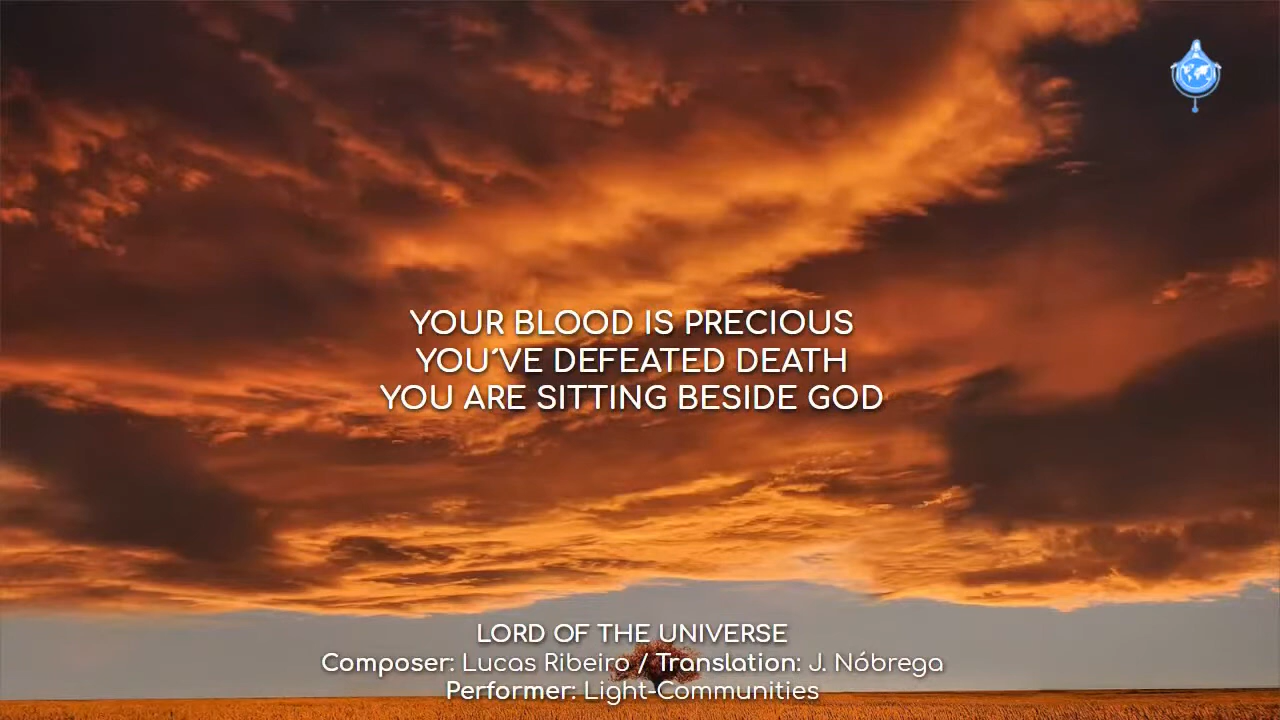 YOUR BLOOD IS PRECIOUS
YOU´VE DEFEATED DEATH
YOU ARE SITTING BESIDE GOD
LORD OF THE UNIVERSE
Composer: Lucas Ribeiro / Translation: J. Nóbrega
Performer: Light-Communities